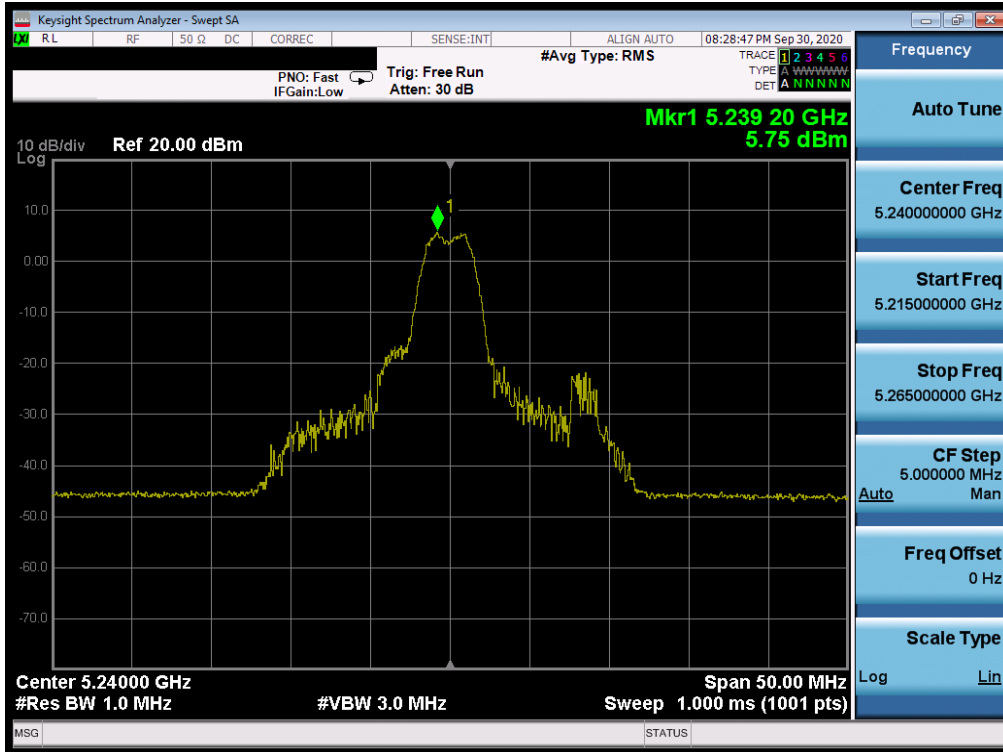 Keysight Spectrum Analyzer - Swept SA
LXI RL RF 50 Ω DC CORREC SENSE:INT ALIGN AUTO 08:28:47 PM Sep 30, 2020
#Avg Type: RMS
TRACE 1 2 3 4 5 6
PNO: Fast Trig: Free Run
TYPE A WWWWW
IFGain:Low Atten: 30 dB
DET A N N N N N
Mkr1 5.239 20 GHz
5.75 dBm
10 dB/div Ref 20.00 dBm
Log
1
10.0
0.00
-10.0
-20.0
-30.0
-40.0
-50.0
-60.0
-70.0
Center 5.24000 GHz Span 50.00 MHz
#Res BW 1.0 MHz #VBW 3.0 MHz Sweep 1.000 ms (1001 pts)
MSG STATUS
Frequency
Auto Tune
Center Freq
5.240000000 GHz
Start Freq
5.215000000 GHz
Stop Freq
5.265000000 GHz
CF Step
5.000000 MHz
Auto Man
Freq Offset
0 Hz
Scale Type
Log Lin